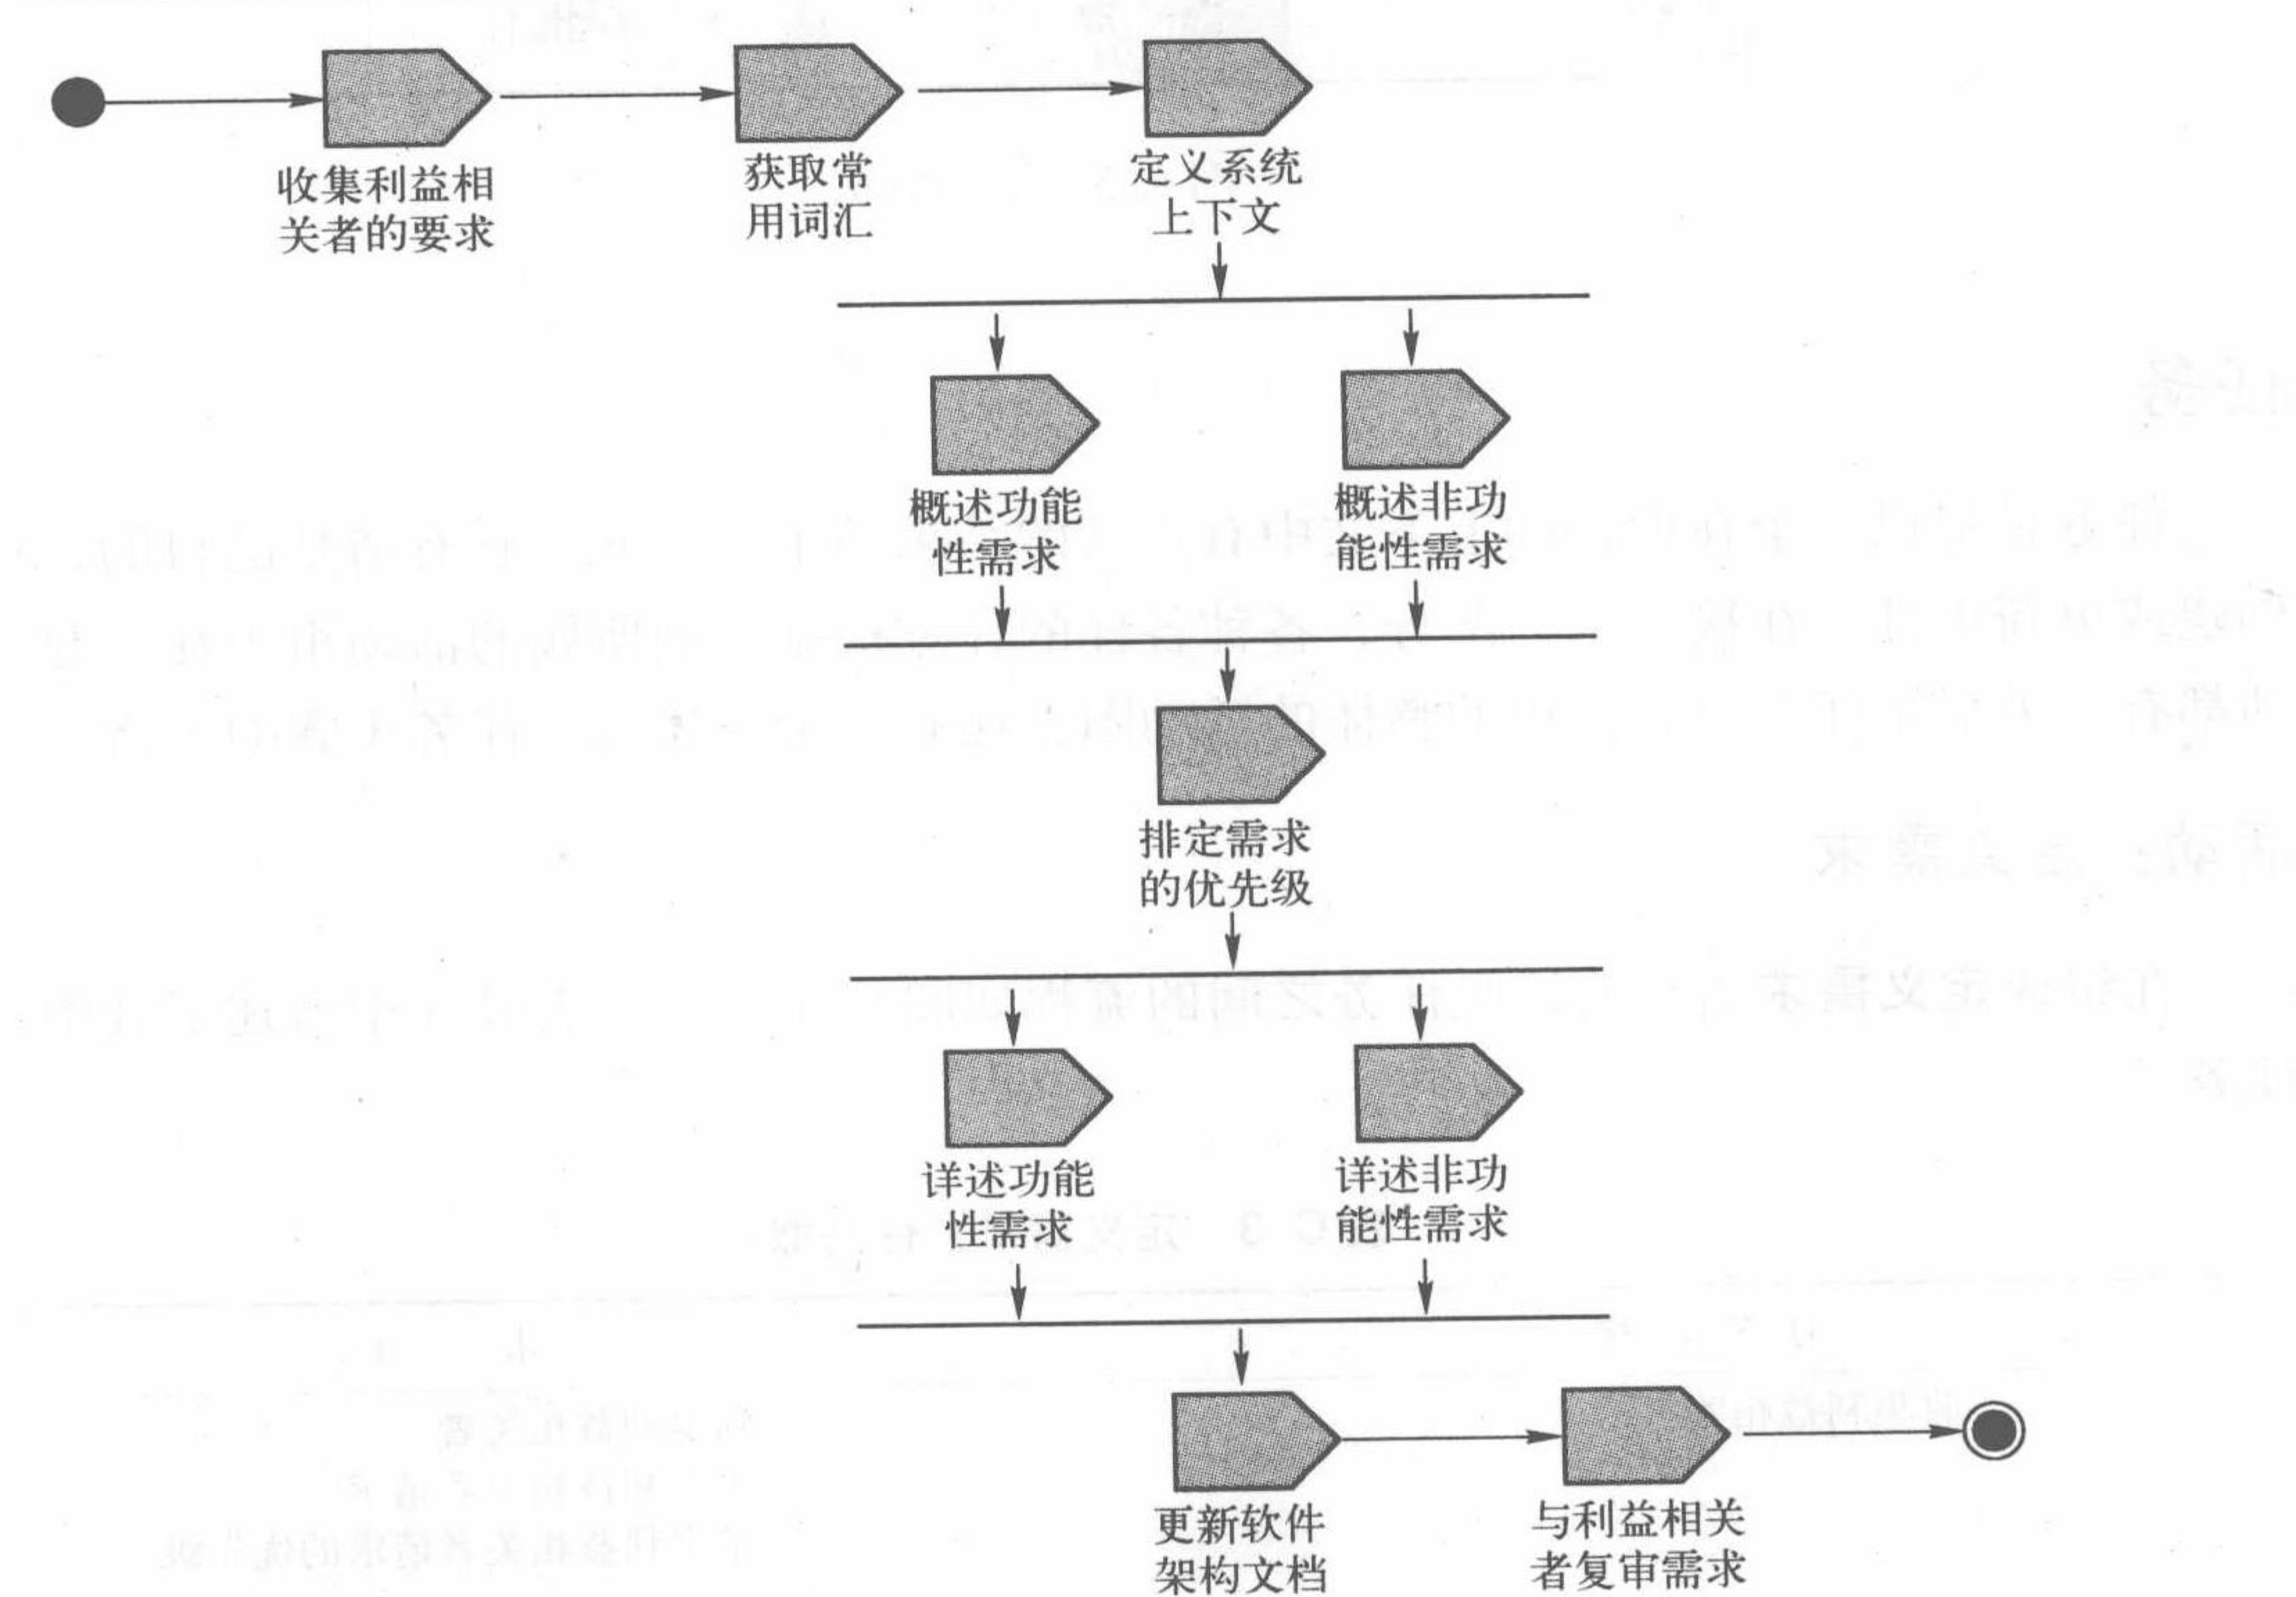 收集利益相
关者的要求
获取常
用词汇
定义系统
上下文
概述功能
性需求
概述非功
能性需求
排定需求
的优先级
详述功能
性需求
详述非功
能性需求
更新软件
架构文档
与利益相关
者复审需求